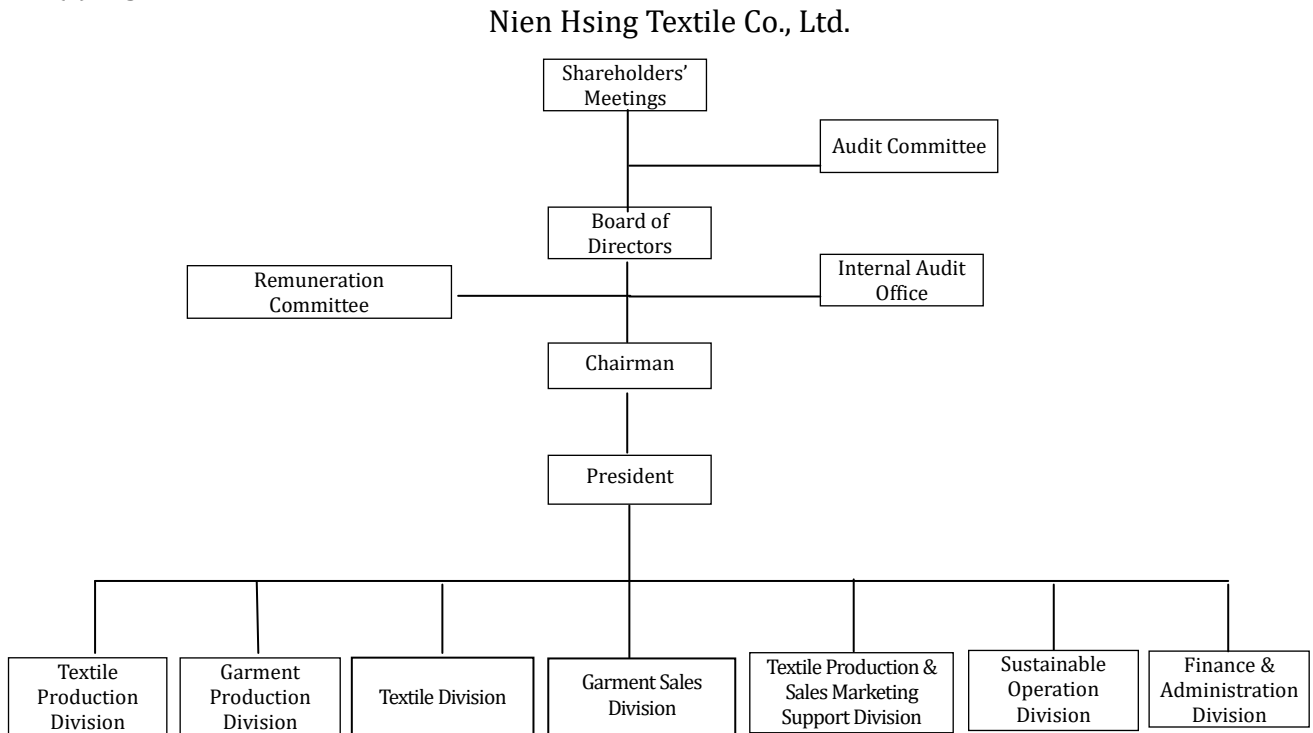 Nien Hsing Textile Co., Ltd.
Shareholders’
Meetings
Audit Committee
Board of
Directors
Remuneration
Committee
Internal Audit
Office
Chairman
President
Textile
Production
Division
Garment
Production
Division
Textile Division
Garment Sales
Division
Textile Production &
Sales Marketing
Support Division
Sustainable
Operation
Division
Finance &
Administration
Division